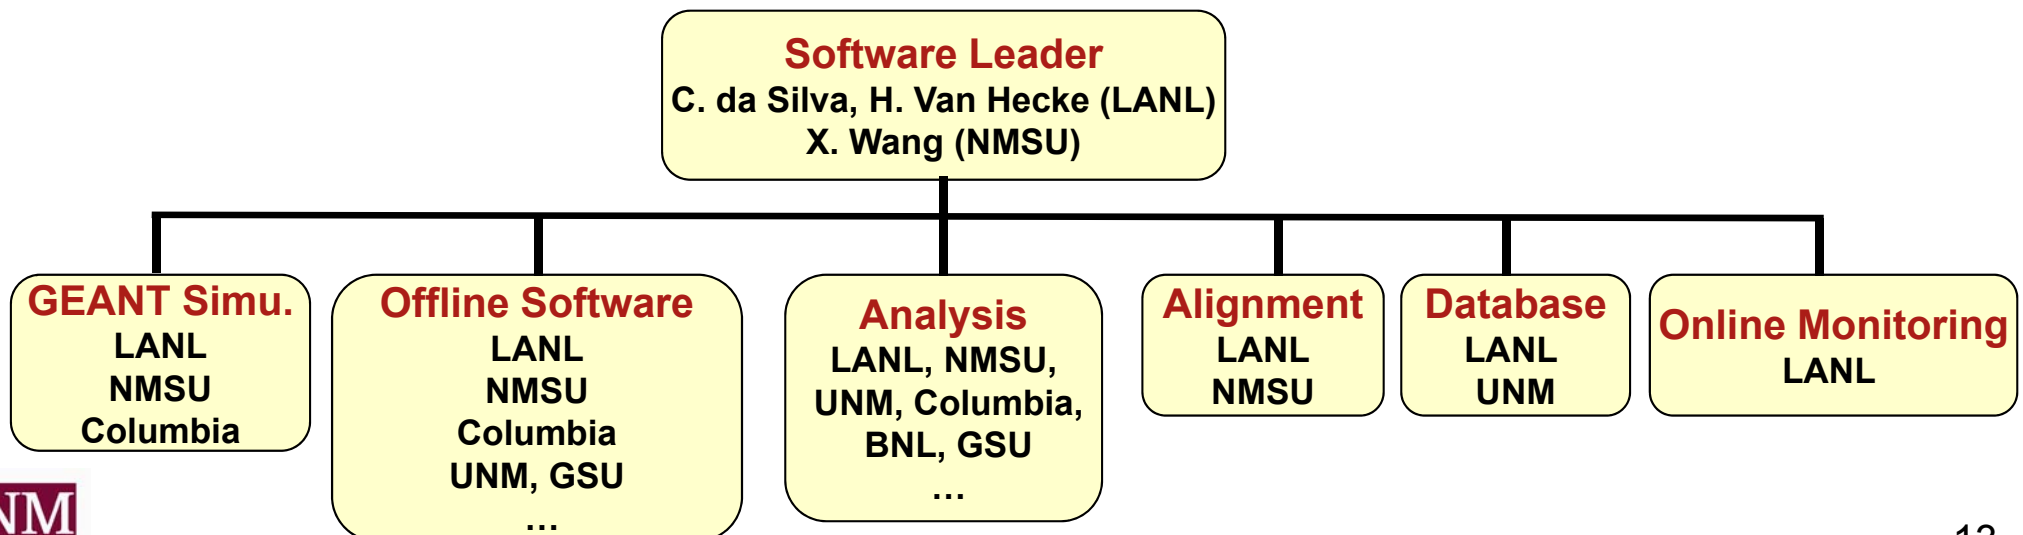 Software Leader
C. da Silva, H. Van Hecke (LANL)
X. Wang (NMSU)
GEANT Simu.
LANL
NMSU
Columbia
Offline Software
LANL
NMSU
Columbia
UNM, GSU
…
Analysis
LANL, NMSU,
UNM, Columbia,
BNL, GSU
…
Alignment
LANL
NMSU
Database
LANL
UNM
Online Monitoring
LANL